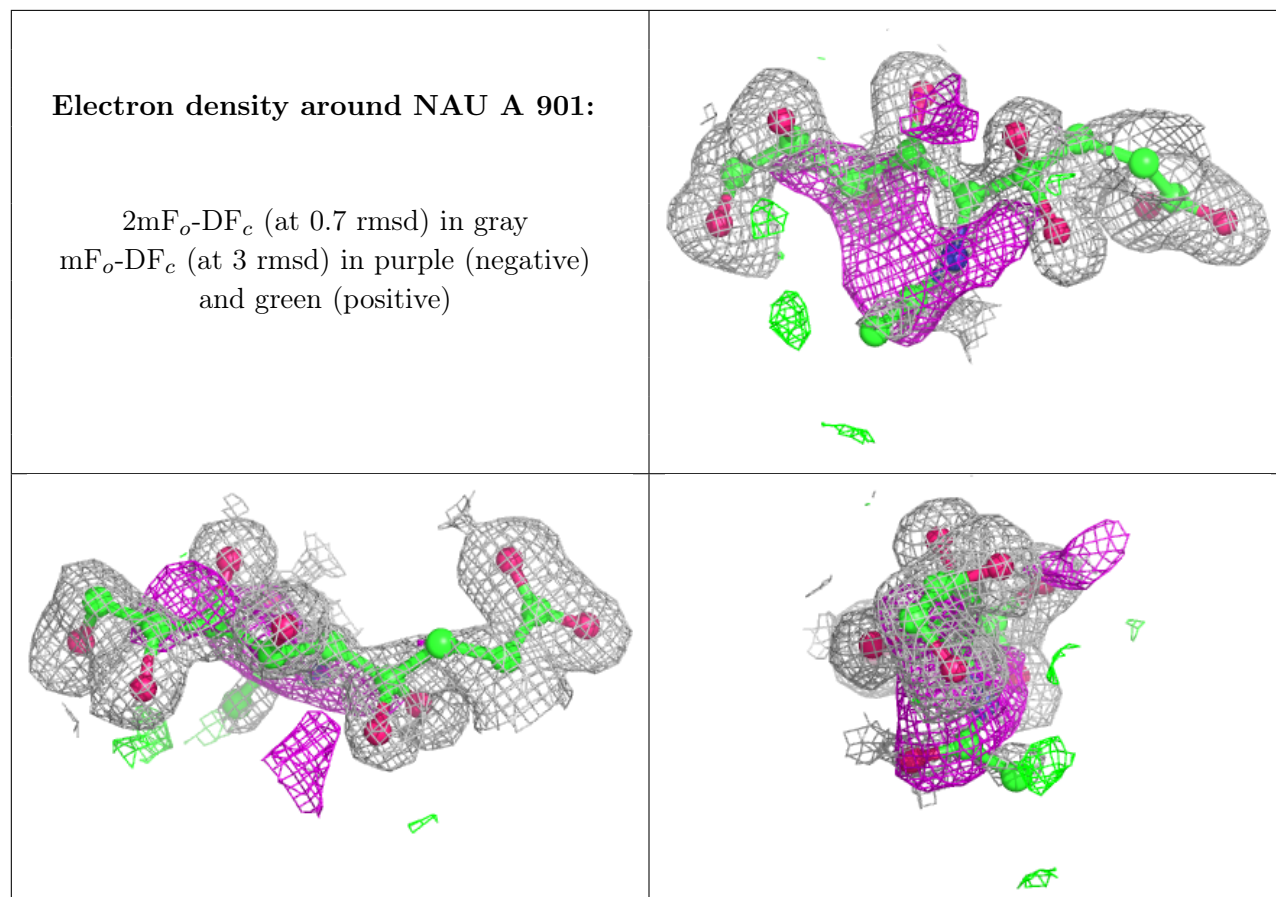 Electron density around NAU A 901:
2mFo-DFc (at 0.7 rmsd) in gray
mFo-DFc (at 3 rmsd) in purple (negative)
and green (positive)